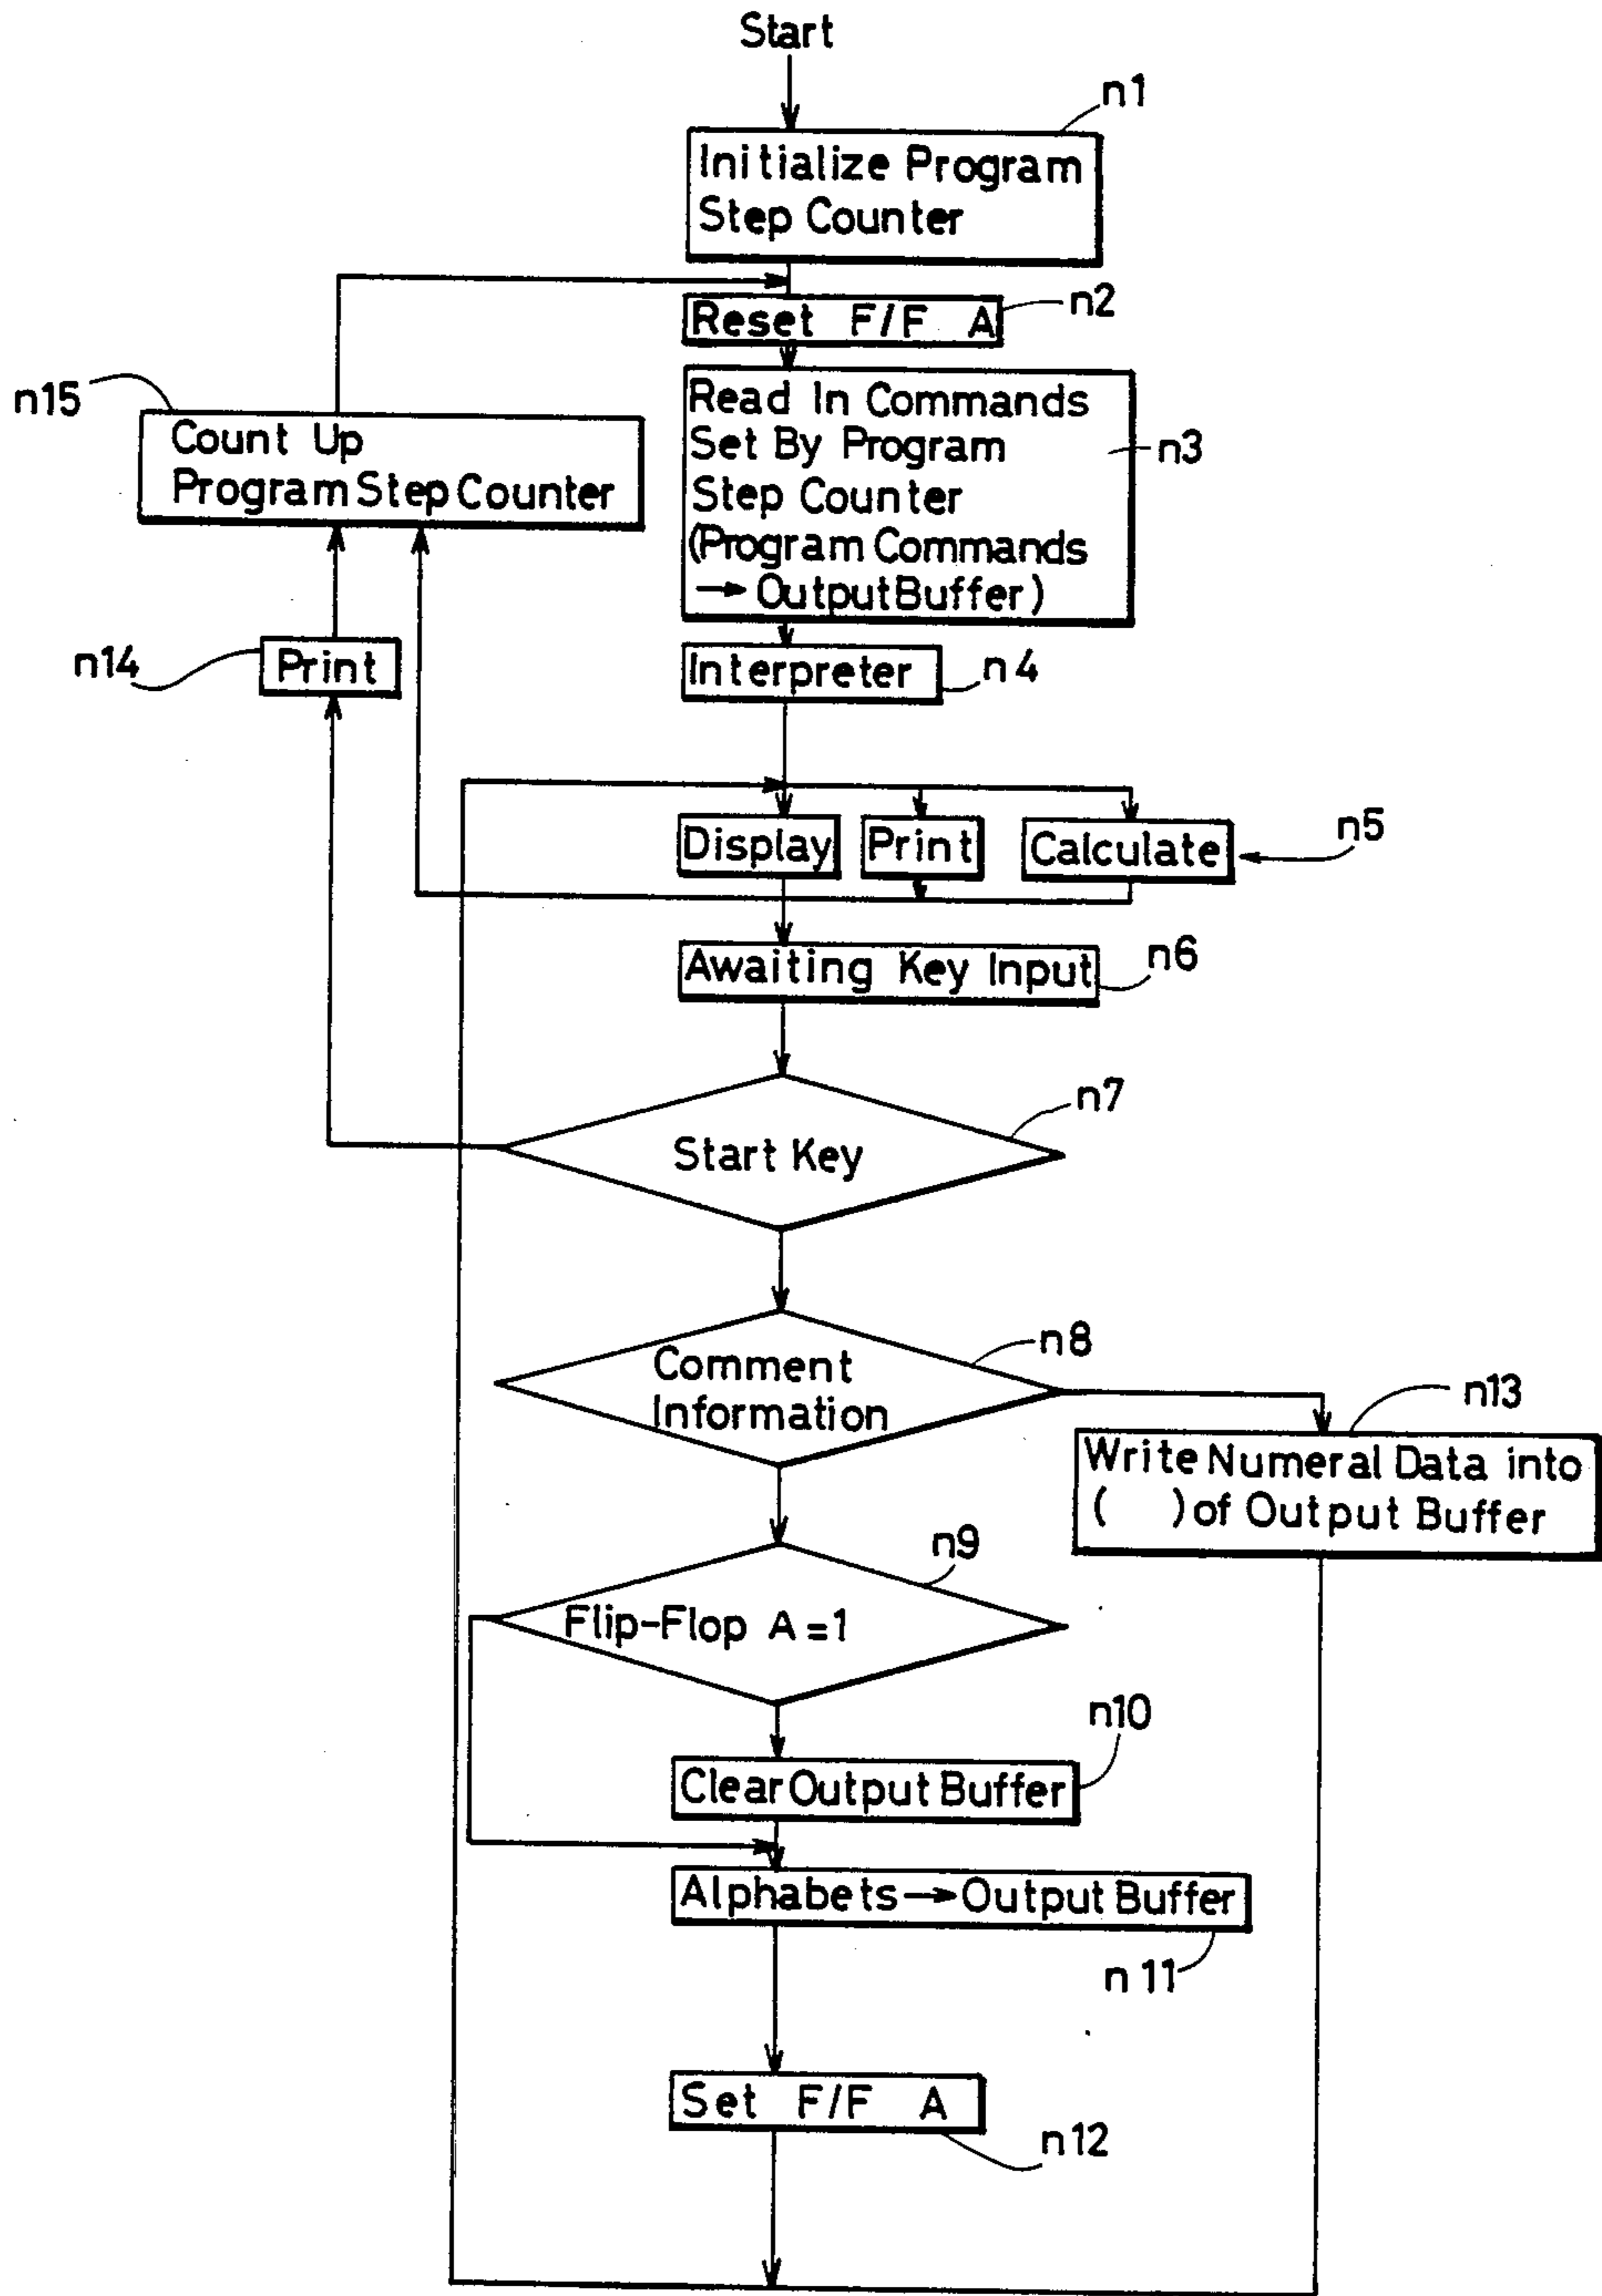 Start
n1
Initialize Program
Step Counter
n2
Reset F/F A
n15
Count Up
Program Step Counter
Read In Commands
Set By Program
Step Counter
(Program Commands
→ Output Buffer)
n3
n14
Print
Interpreter
n4
Display
Print
Calculate
n5
Awaiting Key Input
n6
n7
Start Key
n8
Comment
Information
n13
Write Numeral Data into
( ) of Output Buffer
n9
Flip-Flop A=1
n10
Clear Output Buffer
Alphabets → Output Buffer
n11
Set F/F A
n12